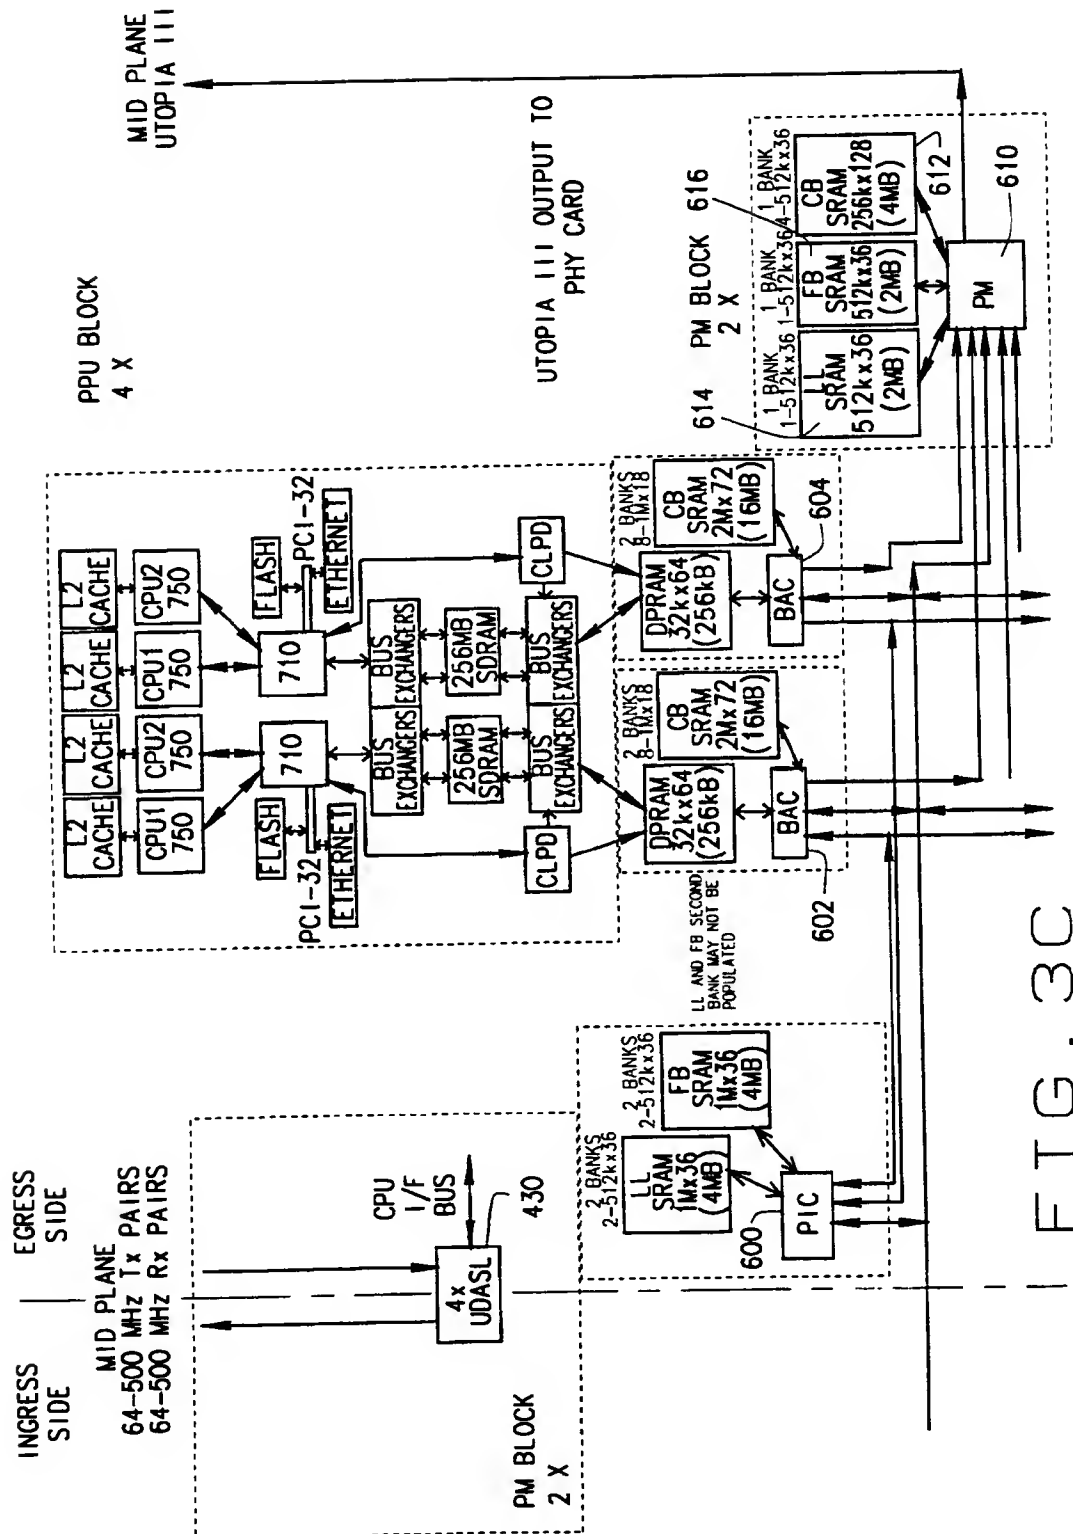 INGRESS
SIDE
EGRESS
SIDE
MID PLANE
64-500 MHz Tx PAIRS
64-500 MHz Rx PAIRS
PM BLOCK
2 X
4x
UDASL
CPU
I/F
BUS
430
MID PLANE
UTOPIA III
PPU BLOCK
4 X
UTOPIA III OUTPUT TO
PHY CARD
L2
CACHE
L2
CACHE
L2
CACHE
L2
CACHE
CPU1
750
CPU2
750
CPU1
750
CPU2
750
FLASH
PCI-32
ETHERNET
710
710
FLASH
PCI-32
ETHERNET
BUS
EXCHANGERS
BUS
EXCHANGERS
256MB
SDRAM
256MB
SDRAM
CLPD
BUS
EXCHANGERS
BUS
EXCHANGERS
CLPD
2 BANKS
2-512kx36
LL
SRAM
1Mx36
(4MB)
2 BANKS
2-512kx36
FB
SRAM
1Mx36
(4MB)
600
PIC
LL AND FB SECOND
BANK MAY NOT BE
POPULATED
DPRAM
32kx64
(256kB)
2 BANKS
8-1Mx18
CB
SRAM
2Mx72
(16MB)
BAC
602
DPRAM
32kx64
(256kB)
2 BANKS
8-1Mx18
CB
SRAM
2Mx72
(16MB)
BAC
604
PM BLOCK
2 X
614
616
1 BANK
1-512kx36
LL
SRAM
512kx36
(2MB)
1 BANK
1-512kx36
FB
SRAM
512kx36
(2MB)
1 BANK
4-512kx36
CB
SRAM
256kx128
(4MB)
612
PM
610
FIG. 3C